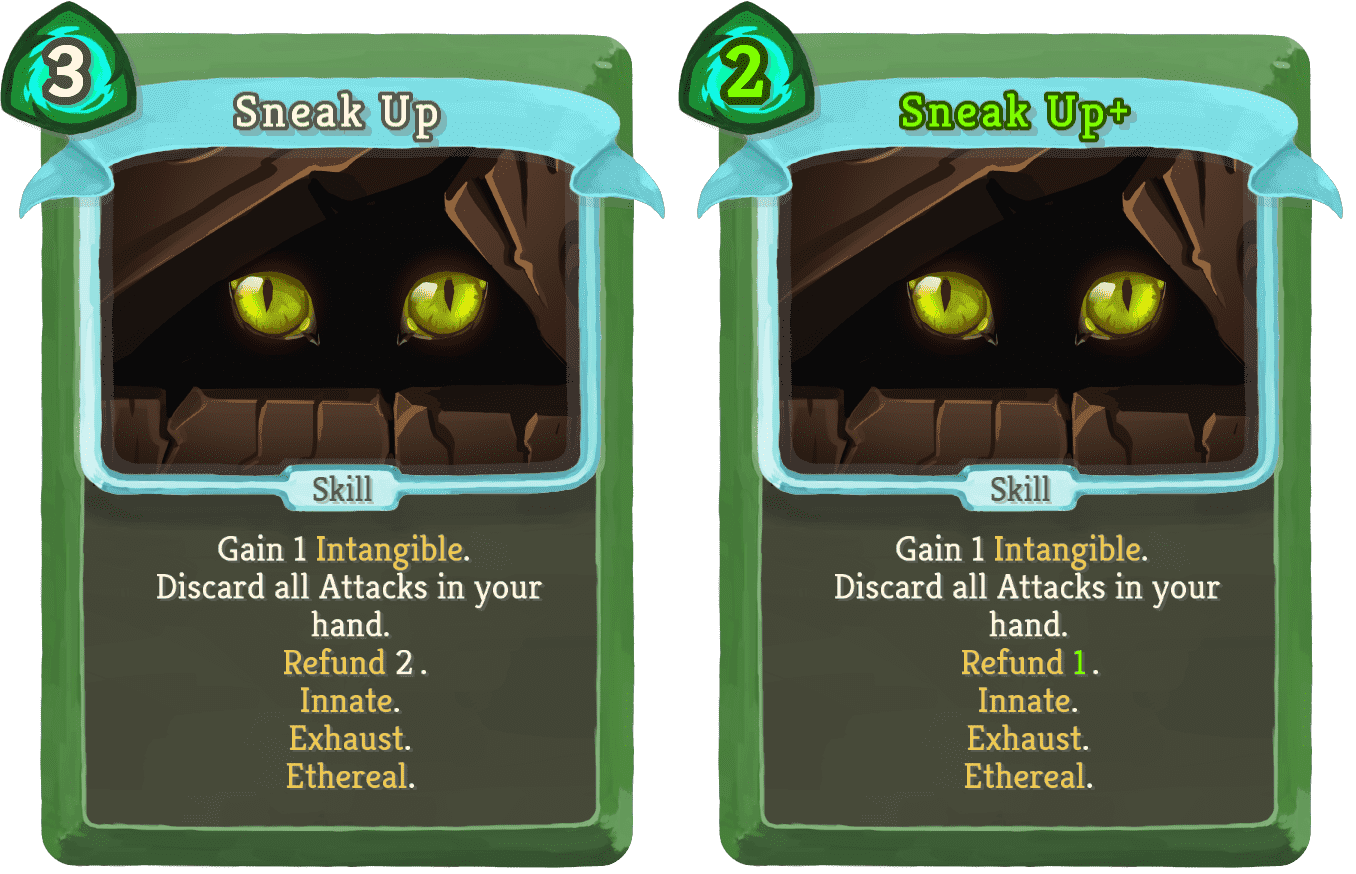 3
Sneak Up
Skill
Gain 1 Intangible.
Discard all Attacks in your
hand.
Refund 2 .
Innate.
Exhaust.
Ethereal.
2
Sneak Up+
Skill
Gain 1 Intangible.
Discard all Attacks in your
hand.
Refund 1 .
Innate.
Exhaust.
Ethereal.